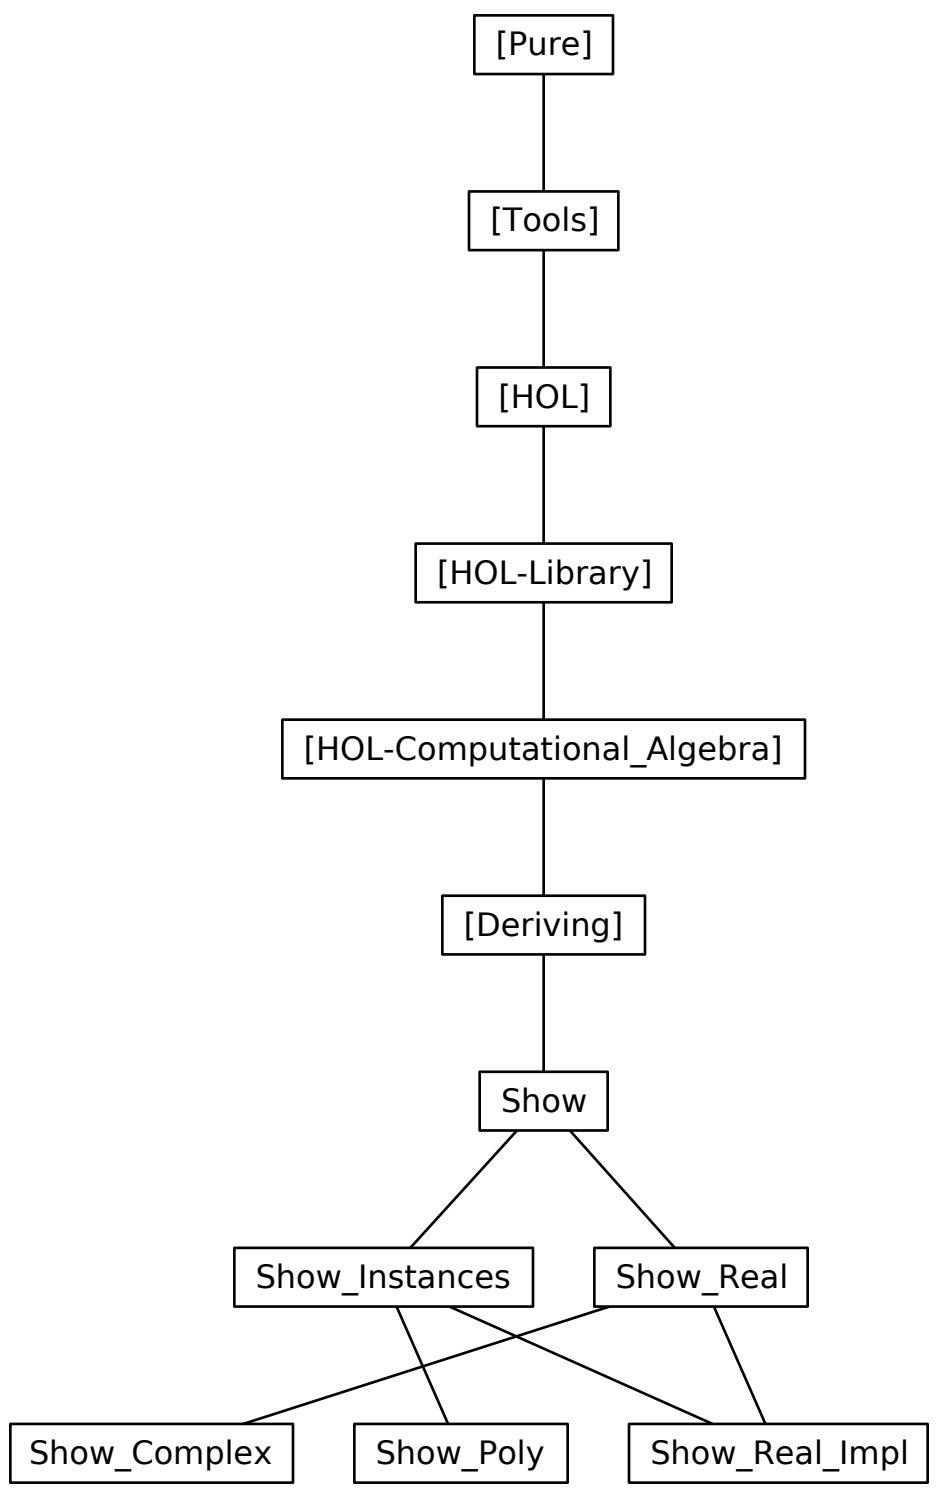 [Pure]
[Tools]
[HOL]
[HOL-Library]
[HOL-Computational_Algebra]
[Deriving]
Show
Show_Instances
Show_Real
Show_Complex
Show_Poly
Show_Real_Impl